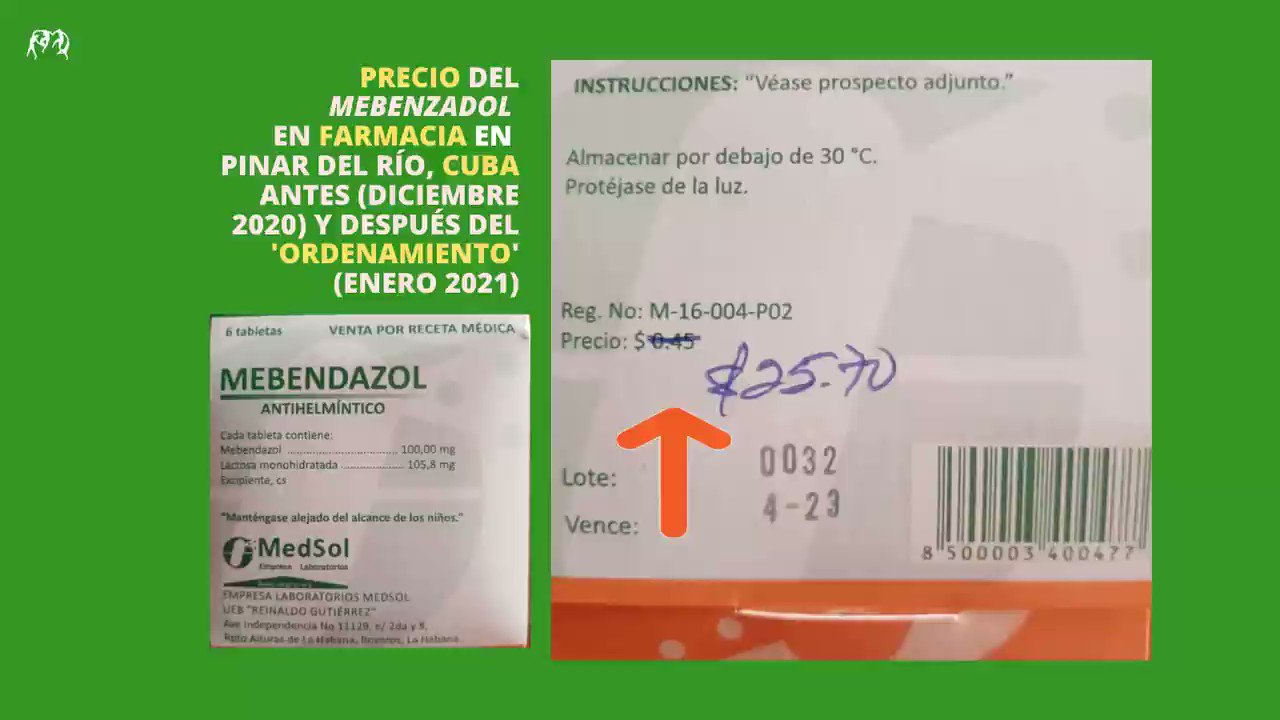 PRECIO DEL
MEBENZADOL
EN FARMACIA EN
PINAR DEL RÍO, CUBA
ANTES (DICIEMBRE
2020) Y DESPUÉS DEL
'ORDENAMIENTO'
(ENERO 2021)
6 tabletas VENTA POR RECETA MÉDICA
MEBENDAZOL
ANTIHELMÍNTICO
Cada tableta contiene:
Mebendazol ........................ 100,00 mg
Lactosa monohidratada ............... 105,8 mg
Excipiente, cs
"Manténgase alejado del alcance de los niños."
MedSol
Empresa Laboratorios
EMPRESA LABORATORIOS MEDSOL
UEB "REINALDO GUTIÉRREZ"
Ave Independencia No 11129, e/ 2da y
Rpto Alturas de La Habana, Boyeros, La Habana.
INSTRUCCIONES: “Véase prospecto adjunto.”
Almacenar por debajo de 30 °C.
Protéjase de la luz.
Reg. No: M-16-004-P02
Precio: $ 0.45
$25.70
Lote: 0032
Vence: 4-23
8 500003 400477